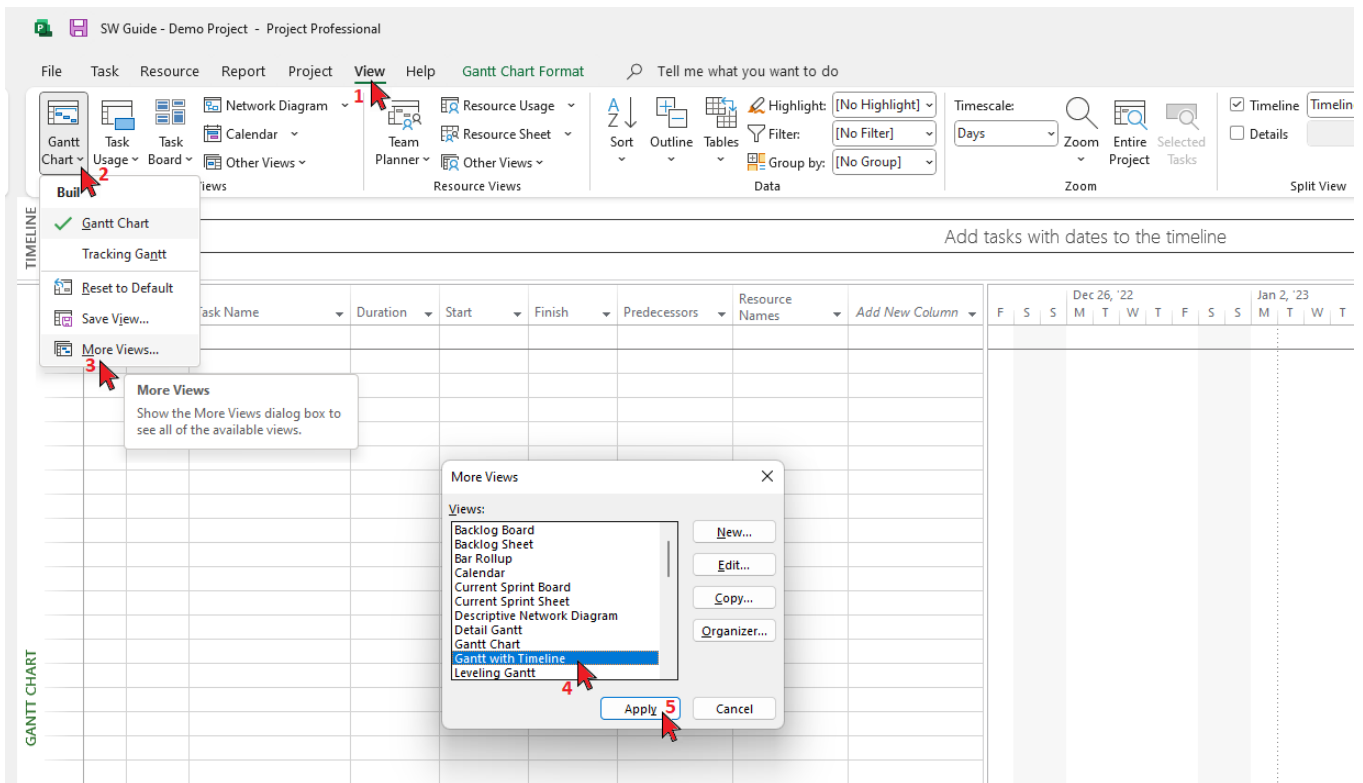 SW Guide - Demo Project - Project Professional
File Task Resource Report Project View Help Gantt Chart Format Tell me what you want to do
1
Gantt Chart
Task Usage
Task Board
Network Diagram
Calendar
Other Views
Team Planner
Resource Usage
Resource Sheet
Other Views
Resource Views
A
Z
Sort
Outline
Tables
Highlight: [No Highlight]
Filter: [No Filter]
Group by: [No Group]
Data
Timescale:
Days
Zoom
Entire Project
Selected Tasks
Zoom
Timeline Timelin
Details
Split View
2
Buil
iews
Gantt Chart
Tracking Gantt
Reset to Default
Save View...
More Views...
3
More Views
Show the More Views dialog box to
see all of the available views.
TIMELINE
Add tasks with dates to the timeline
Task Name Duration Start Finish Predecessors Resource Names Add New Column
Dec 26, '22 Jan 2, '23
F S S M T W T F S S M T W T
GANTT CHART
More Views
Views:
Backlog Board
Backlog Sheet
Bar Rollup
Calendar
Current Sprint Board
Current Sprint Sheet
Descriptive Network Diagram
Detail Gantt
Gantt Chart
Gantt with Timeline
Leveling Gantt
4
New...
Edit...
Copy...
Organizer...
Apply
5
Cancel